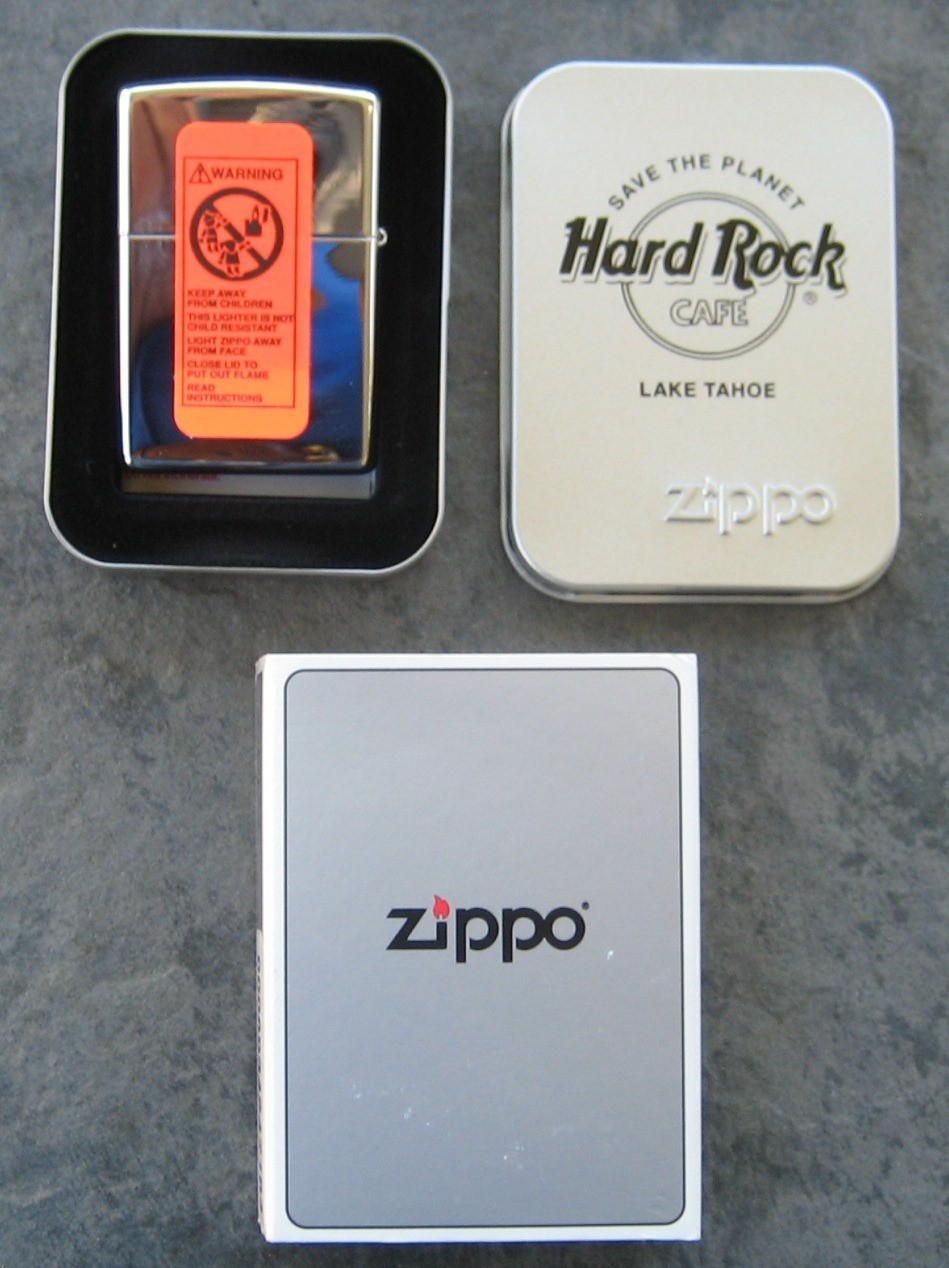 WARNING
KEEP AWAY
FROM CHILDREN
THIS LIGHTER IS NOT
CHILD RESISTANT
LIGHT ZIPPO AWAY
FROM FACE
CLOSE LID TO
PUT OUT FLAME
READ
INSTRUCTIONS
SAVE THE PLANET
Hard Rock
®
CAFE
LAKE TAHOE
zippo
zippo®